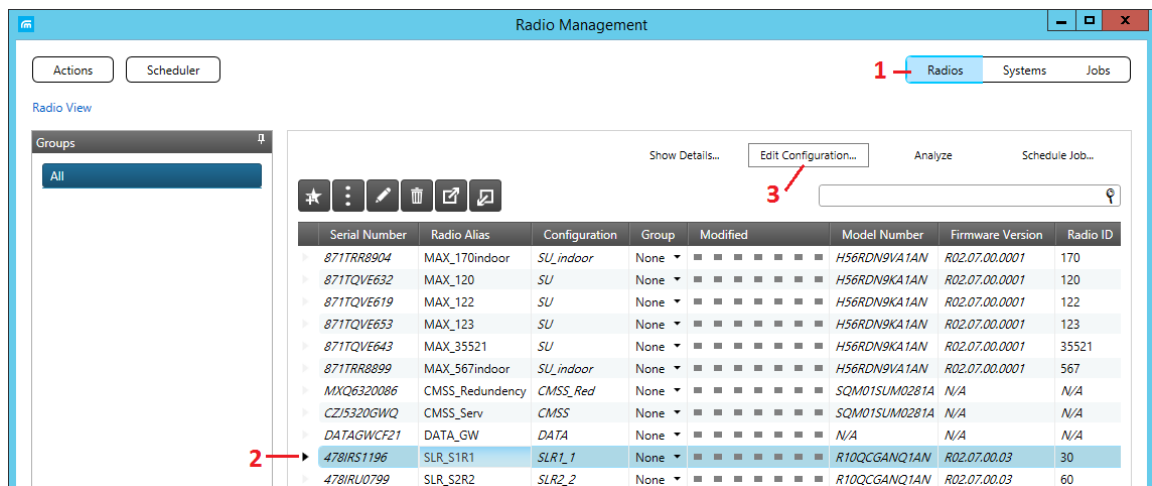 Radio Management
Actions Scheduler 1 Radios Systems Jobs
Radio View
Groups
All
Show Details... Edit Configuration... Analyze Schedule Job...
3
Serial Number Radio Alias Configuration Group Modified Model Number Firmware Version Radio ID
871TRR8904 MAX_170indoor SU_indoor None H56RDN9VA1AN R02.07.00.0001 170
871TQVE632 MAX_120 SU None H56RDN9KA1AN R02.07.00.0001 120
871TQVE619 MAX_122 SU None H56RDN9KA1AN R02.07.00.0001 122
871TQVE653 MAX_123 SU None H56RDN9KA1AN R02.07.00.0001 123
871TQVE643 MAX_35521 SU None H56RDN9KA1AN R02.07.00.0001 35521
871TRR8899 MAX_567indoor SU_indoor None H56RDN9VA1AN R02.07.00.0001 567
MXQ6320086 CMSS_Redundency CMSS_Red None SQM01SUM0281A N/A N/A
CZJ5320GWQ CMSS_Serv CMSS None SQM01SUM0281A N/A N/A
DATAGWCF21 DATA_GW DATA None N/A N/A N/A
2 478IRS1196 SLR_S1R1 SLR1_1 None R10QCGANQ1AN R02.07.00.03 30
478IRU0799 SLR_S2R2 SLR2_2 None R10QCGANQ1AN R02.07.00.03 60